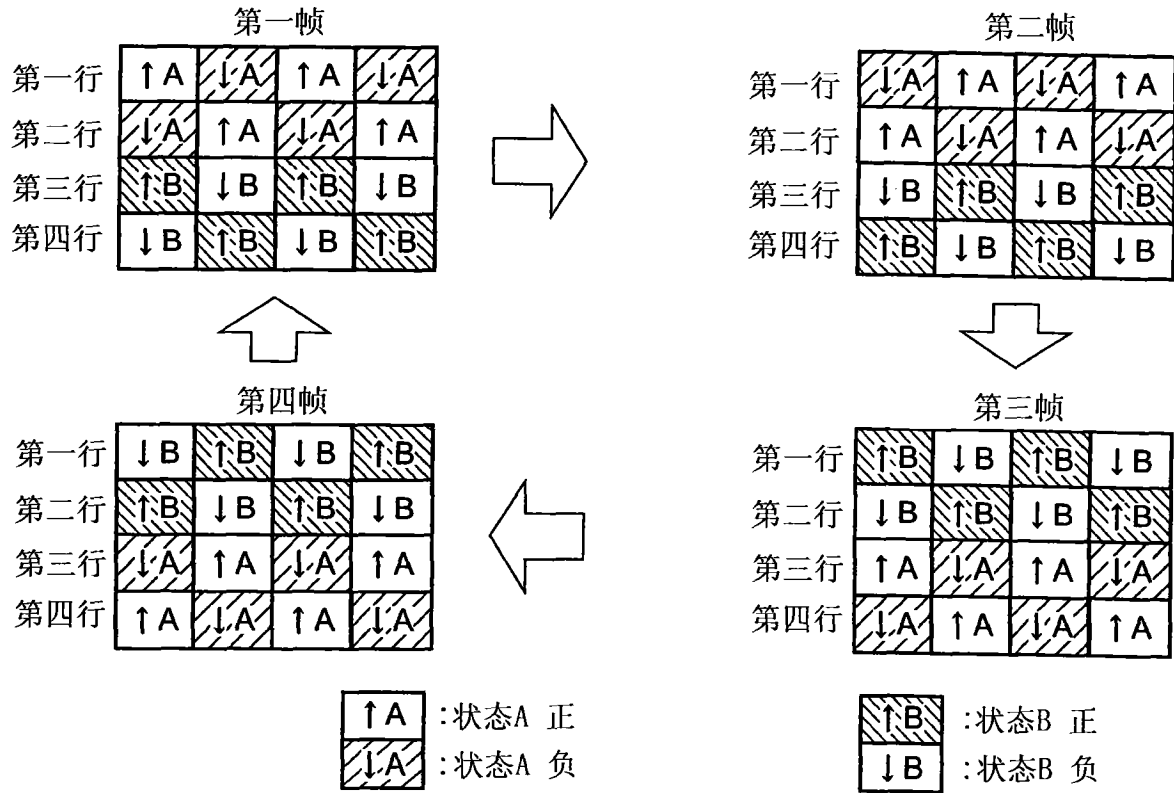 第一帧
第一行 ↑A ↓A ↑A ↓A
第二行 ↓A ↑A ↓A ↑A
第三行 ↑B ↓B ↑B ↓B
第四行 ↓B ↑B ↓B ↑B
第二帧
第一行 ↓A ↑A ↓A ↑A
第二行 ↑A ↓A ↑A ↓A
第三行 ↓B ↑B ↓B ↑B
第四行 ↑B ↓B ↑B ↓B
第四帧
第一行 ↓B ↑B ↓B ↑B
第二行 ↑B ↓B ↑B ↓B
第三行 ↓A ↑A ↓A ↑A
第四行 ↑A ↓A ↑A ↓A
第三帧
第一行 ↑B ↓B ↑B ↓B
第二行 ↓B ↑B ↓B ↑B
第三行 ↑A ↓A ↑A ↓A
第四行 ↓A ↑A ↓A ↑A
↑A :状态A 正
↓A :状态A 负
↑B :状态B 正
↓B :状态B 负